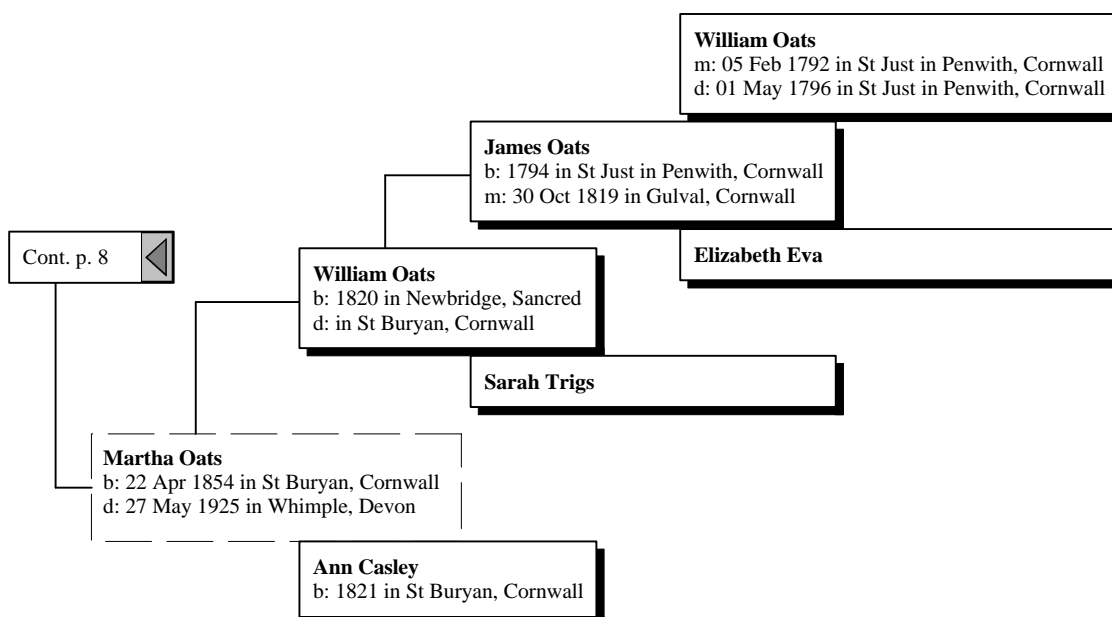 William Oats
m: 05 Feb 1792 in St Just in Penwith, Cornwall
d: 01 May 1796 in St Just in Penwith, Cornwall
James Oats
b: 1794 in St Just in Penwith, Cornwall
m: 30 Oct 1819 in Gulval, Cornwall
Cont. p. 8
Elizabeth Eva
William Oats
b: 1820 in Newbridge, Sancred
d: in St Buryan, Cornwall
Sarah Trigs
Martha Oats
b: 22 Apr 1854 in St Buryan, Cornwall
d: 27 May 1925 in Whimple, Devon
Ann Casley
b: 1821 in St Buryan, Cornwall